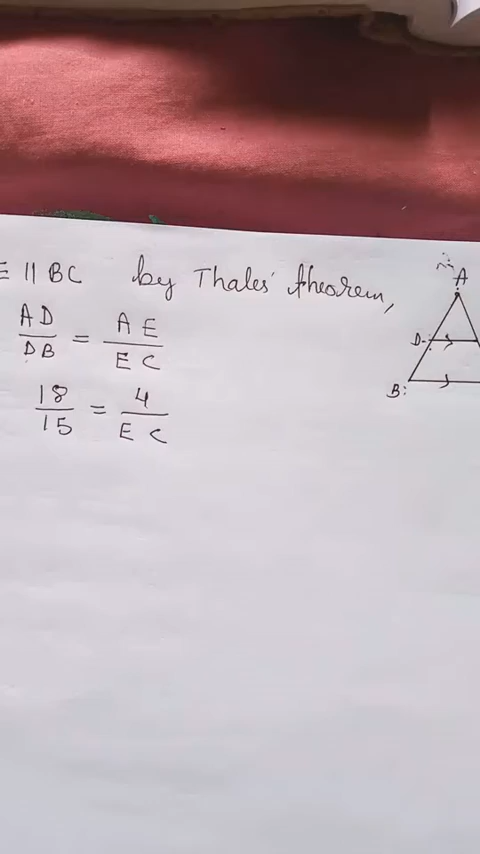 E || BC by Thales' theorem,
AD/DB = AE/EC
18/15 = 4/EC
A
D
B